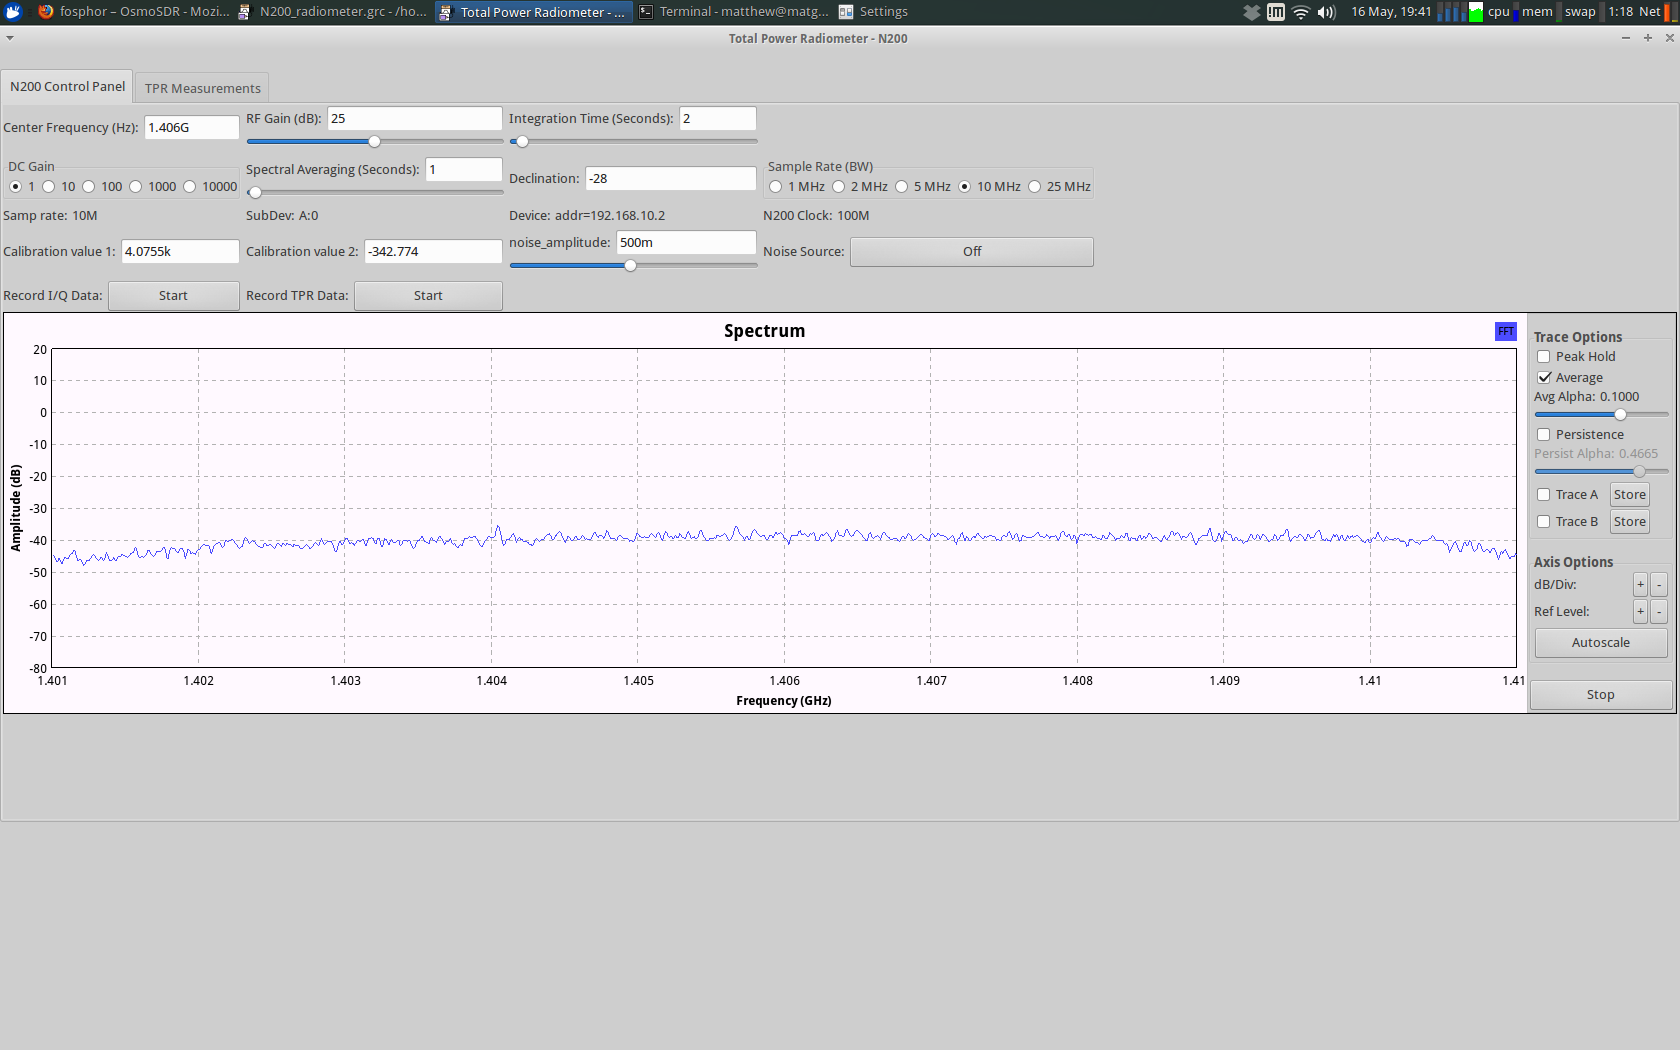 fosphor – OsmoSDR - Mozi... N200_radiometer.grc - /ho... Total Power Radiometer - ... Terminal - matthew@matg... Settings 16 May, 19:41 cpu mem swap 1:18 Net
Total Power Radiometer - N200
N200 Control Panel TPR Measurements
Center Frequency (Hz): 1.406G RF Gain (dB): 25 Integration Time (Seconds): 2
DC Gain Spectral Averaging (Seconds): 1 Declination: -28 Sample Rate (BW)
1 10 100 1000 10000 1 MHz 2 MHz 5 MHz 10 MHz 25 MHz
Samp rate: 10M SubDev: A:0 Device: addr=192.168.10.2 N200 Clock: 100M
Calibration value 1: 4.0755k Calibration value 2: -342.774 noise_amplitude: 500m Noise Source: Off
Record I/Q Data: Start Record TPR Data: Start
Spectrum
FFT
20
10
0
-10
-20
-30
-40
-50
-60
-70
-80
Amplitude (dB)
1.401 1.402 1.403 1.404 1.405 1.406 1.407 1.408 1.409 1.41 1.41
Frequency (GHz)
Trace Options
Peak Hold
Average
Avg Alpha: 0.1000
Persistence
Persist Alpha: 0.4665
Trace A Store
Trace B Store
Axis Options
dB/Div: + -
Ref Level: + -
Autoscale
Stop